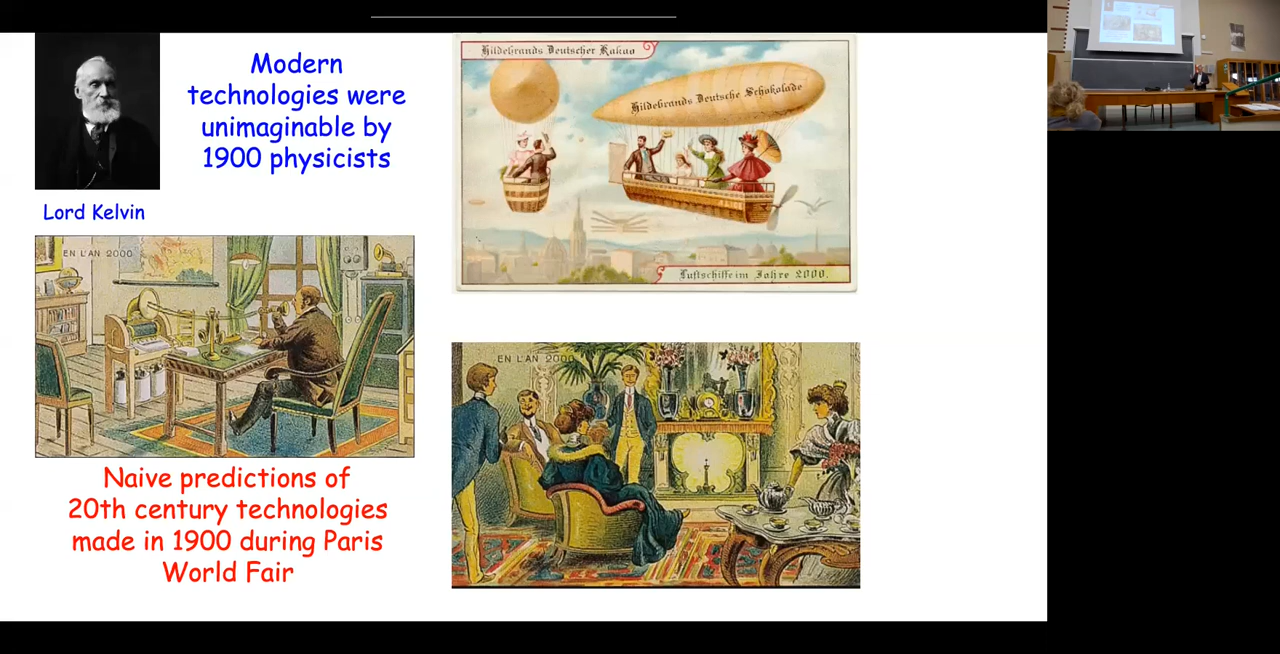 Modern
technologies were
unimaginable by
1900 physicists
Lord Kelvin
Hildebrands Deutscher Kakao
Hildebrands Deutsche Schokolade
Luftschiffe im Jahre 2000.
EN L'AN 2000
EN L'AN 2000
Naive predictions of
20th century technologies
made in 1900 during Paris
World Fair